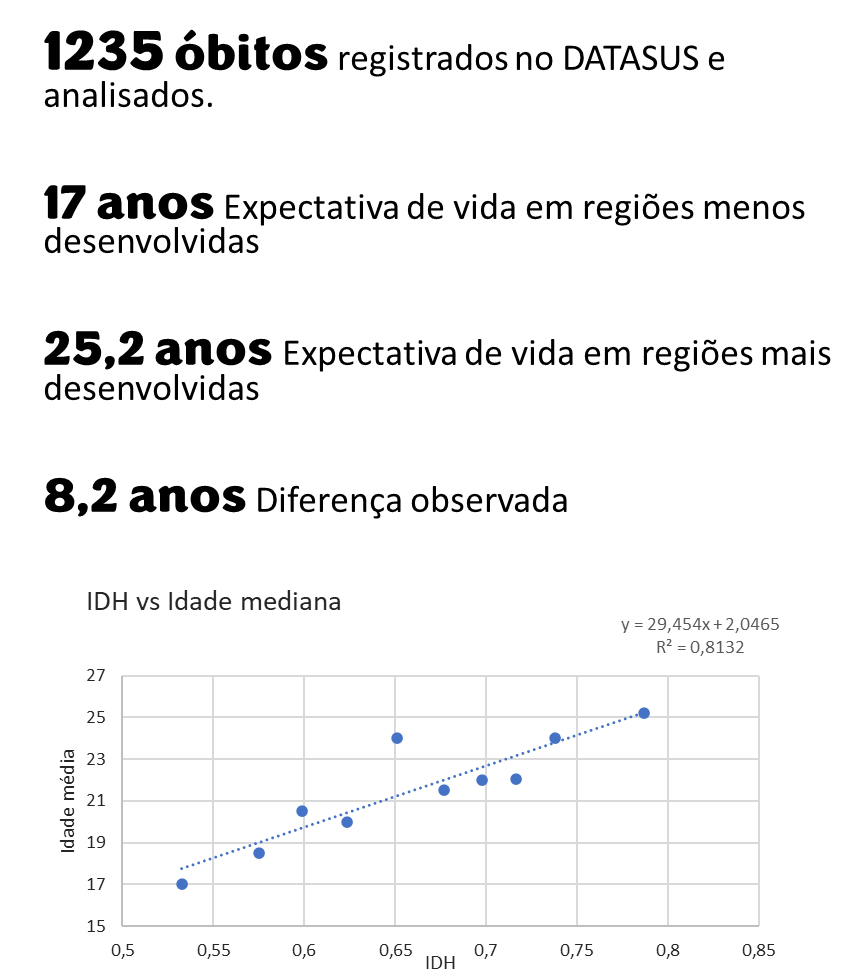 1235 óbitos registrados no DATASUS e
analisados.
17 anos Expectativa de vida em regiões menos
desenvolvidas
25,2 anos Expectativa de vida em regiões mais
desenvolvidas
8,2 anos Diferença observada
IDH vs Idade mediana
y = 29,454x + 2,0465
R² = 0,8132
27
25
23
21
19
17
15
Idade média
0,5 0,55 0,6 0,65 0,7 0,75 0,8 0,85
IDH